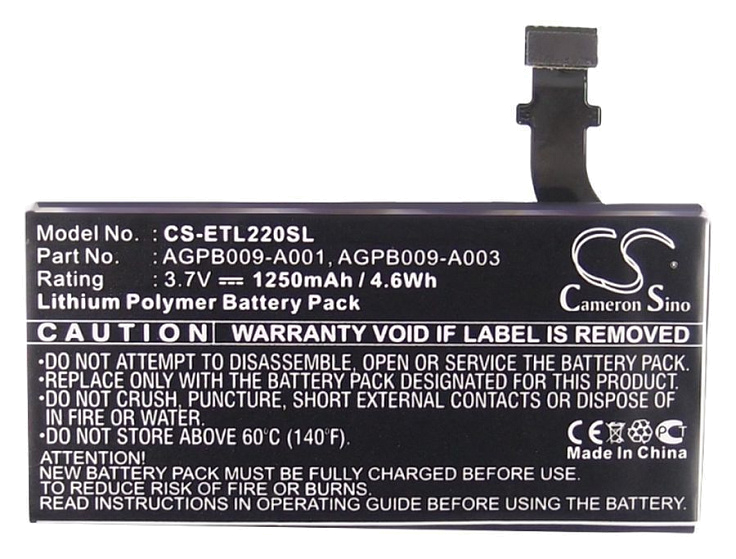 Model No. : CS-ETL220SL
Part No. : AGPB009-A001, AGPB009-A003
Rating : 3.7V 1250mAh / 4.6Wh
Lithium Polymer Battery Pack
CS
Cameron Sino
CAUTION WARRANTY VOID IF LABEL IS REMOVED
•DO NOT ATTEMPT TO DISASSEMBLE, OPEN OR SERVICE THE BATTERY PACK.
•REPLACE ONLY WITH THE BATTERY PACK DESIGNATED FOR THIS PRODUCT.
•DO NOT CRUSH, PUNCTURE, SHORT EXTERNAL CONTACTS OR DISPOSE OF
IN FIRE OR WATER.
•DO NOT STORE ABOVE 60°C (140°F).
CE PCT
Made In China
ATTENTION!
NEW BATTERY PACK MUST BE FULLY CHARGED BEFORE USE.
TO REDUCE RISK OF FIRE OR BURNS.
READ INSTRUCTIONS IN OPERATING GUIDE BEFORE USING THE BATTERY PACK.